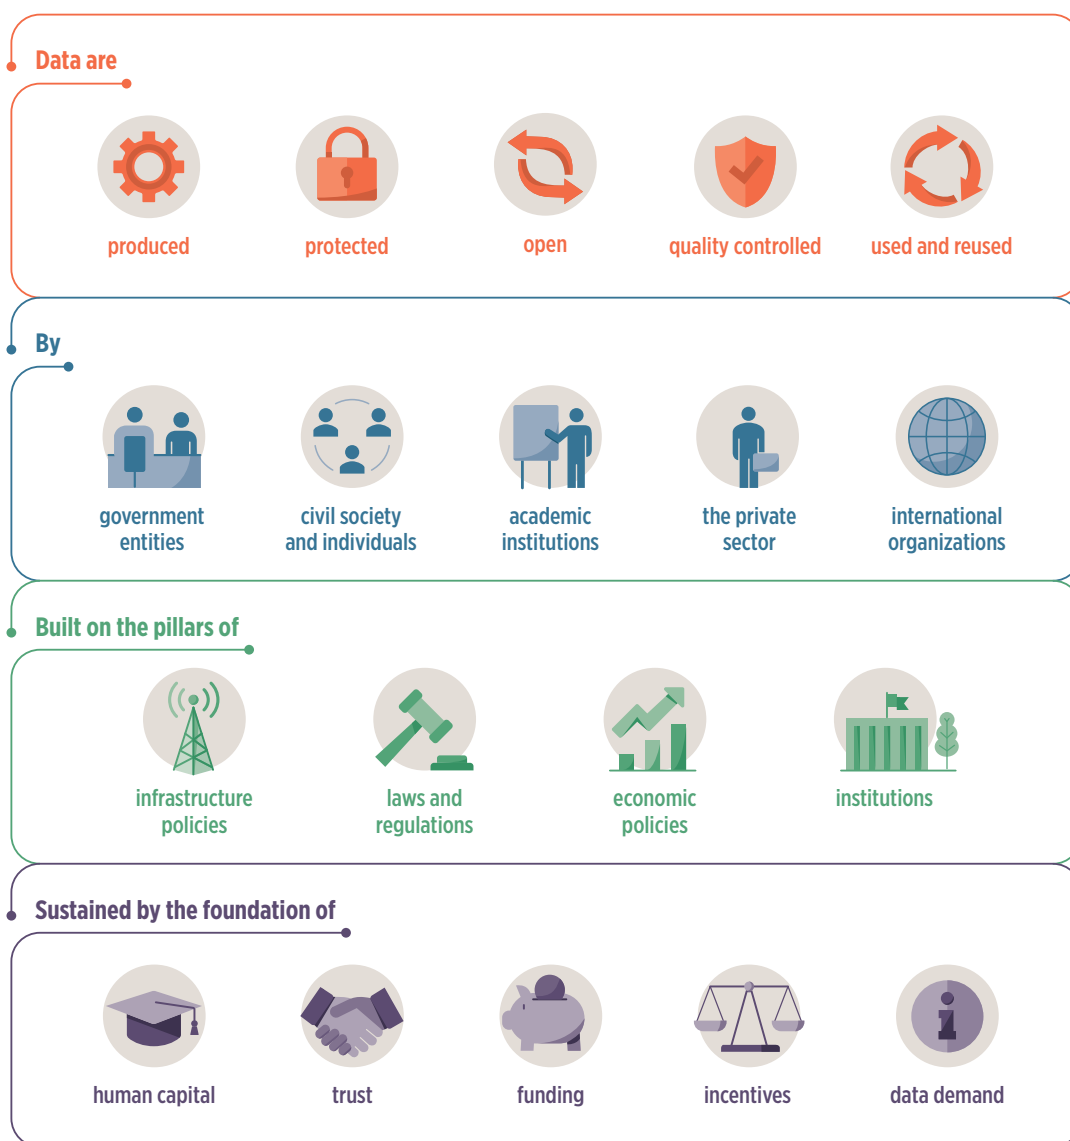 Data are
produced
protected
open
quality controlled
used and reused
By
government
entities
civil society
and individuals
academic
institutions
the private
sector
international
organizations
Built on the pillars of
infrastructure
policies
laws and
regulations
economic
policies
institutions
Sustained by the foundation of
human capital
trust
funding
incentives
data demand